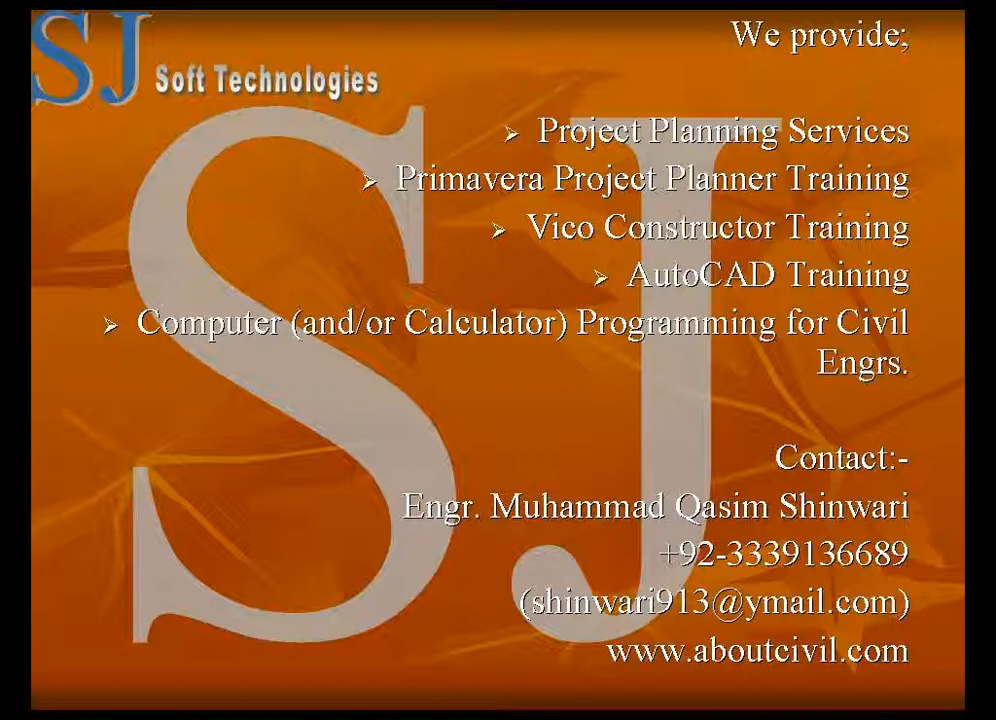 SJ
Soft Technologies
We provide;
➢ Project Planning Services
➢ Primavera Project Planner Training
➢ Vico Constructor Training
➢ AutoCAD Training
➢ Computer (and/or Calculator) Programming for Civil
Engrs.
SJ
Contact:-
Engr. Muhammad Qasim Shinwari
+92-3339136689
(shinwari913@ymail.com)
www.aboutcivil.com